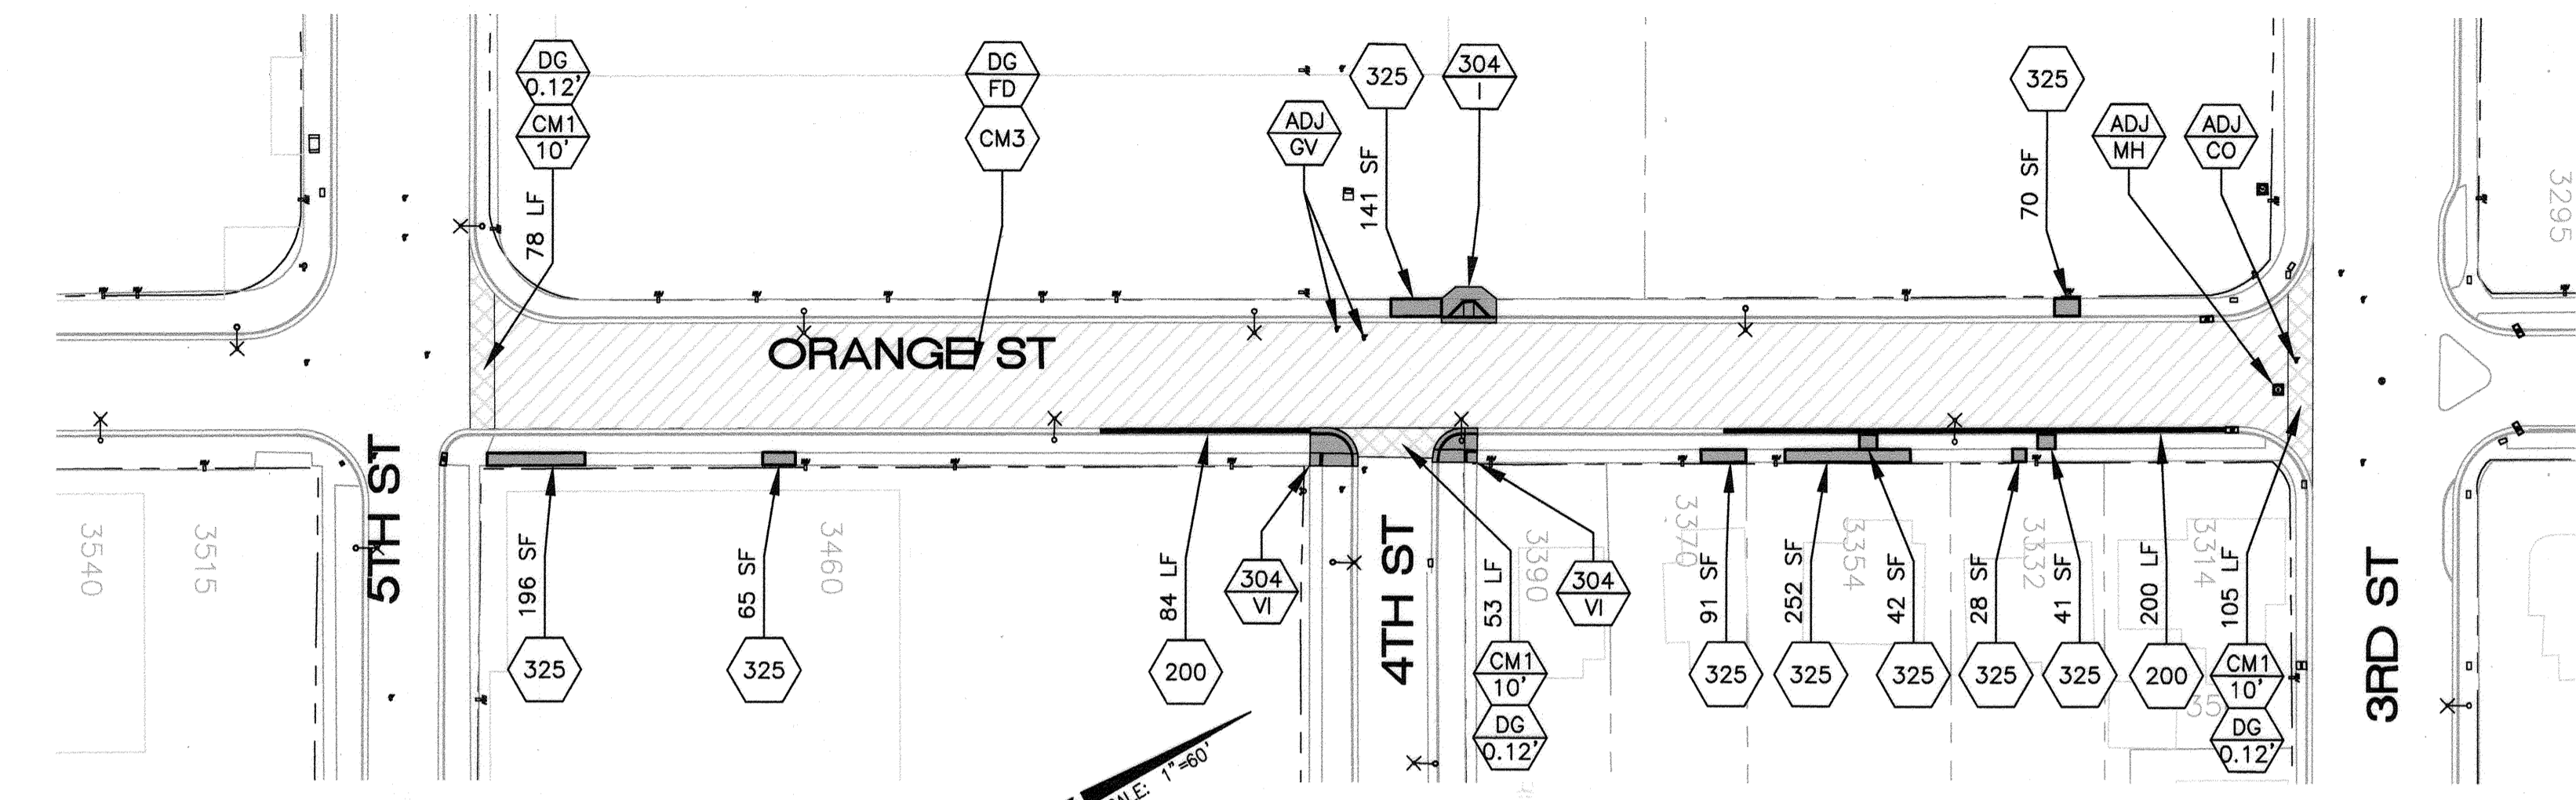 DG
0.12'
CM1
10'
78 LF
DG
FD
CM3
ADJ
GV
325
141 SF
304
I
325
70 SF
ADJ
MH
ADJ
CO
3295
ORANGE ST
5TH ST
4TH ST
3RD ST
3540
3515
196 SF
325
65 SF
325
3460
84 LF
200
304
VI
53 LF
CM1
10'
DG
0.12'
3390
304
VI
3370
91 SF
325
252 SF
325
3354
42 SF
325
28 SF
325
3332
41 SF
325
200 LF
200
3314
105 LF
CM1
10'
DG
0.12'
35
1"=60'